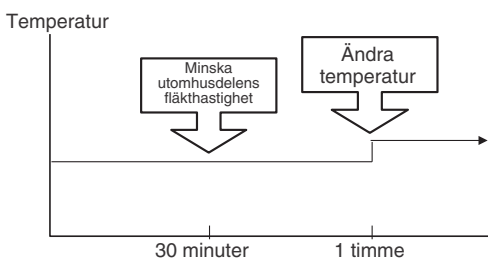 Temperatur
Minska
utomhusdelens
fläkthastighet
Ändra
temperatur
30 minuter
1 timme